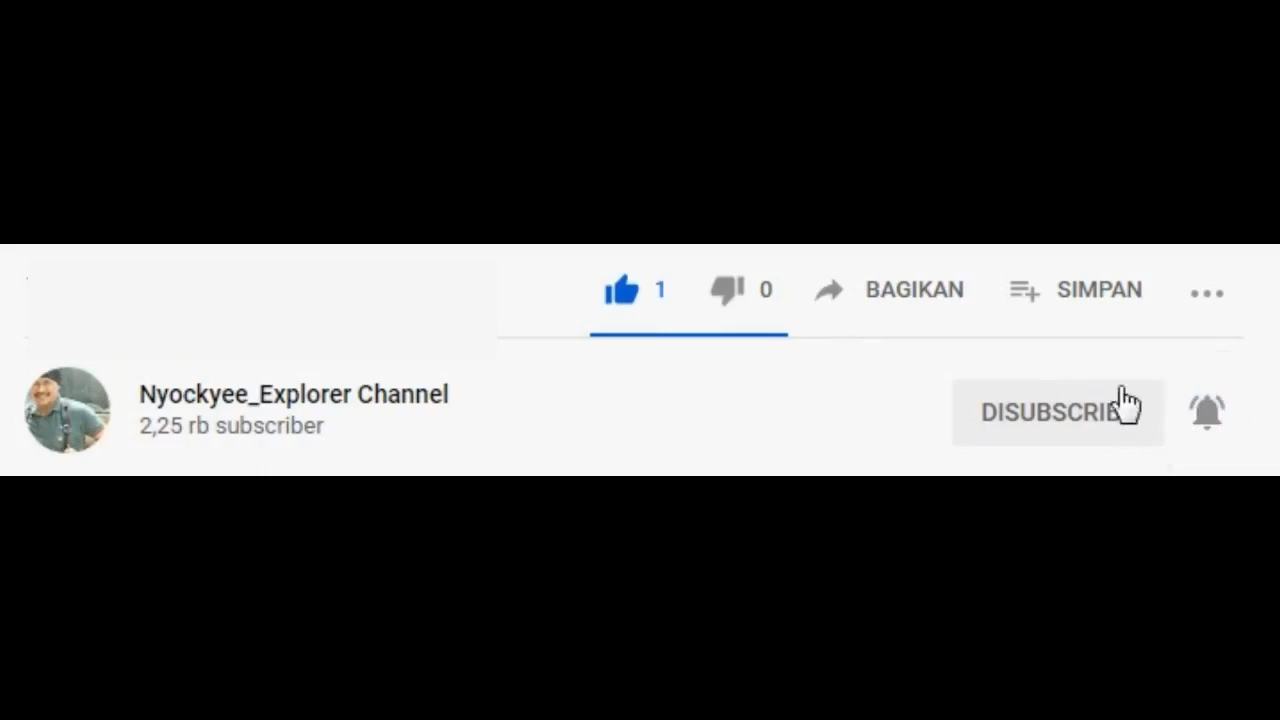 1 0 BAGIKAN SIMPAN
Nyockyee_Explorer Channel
2,25 rb subscriber
DISUBSCRIBE